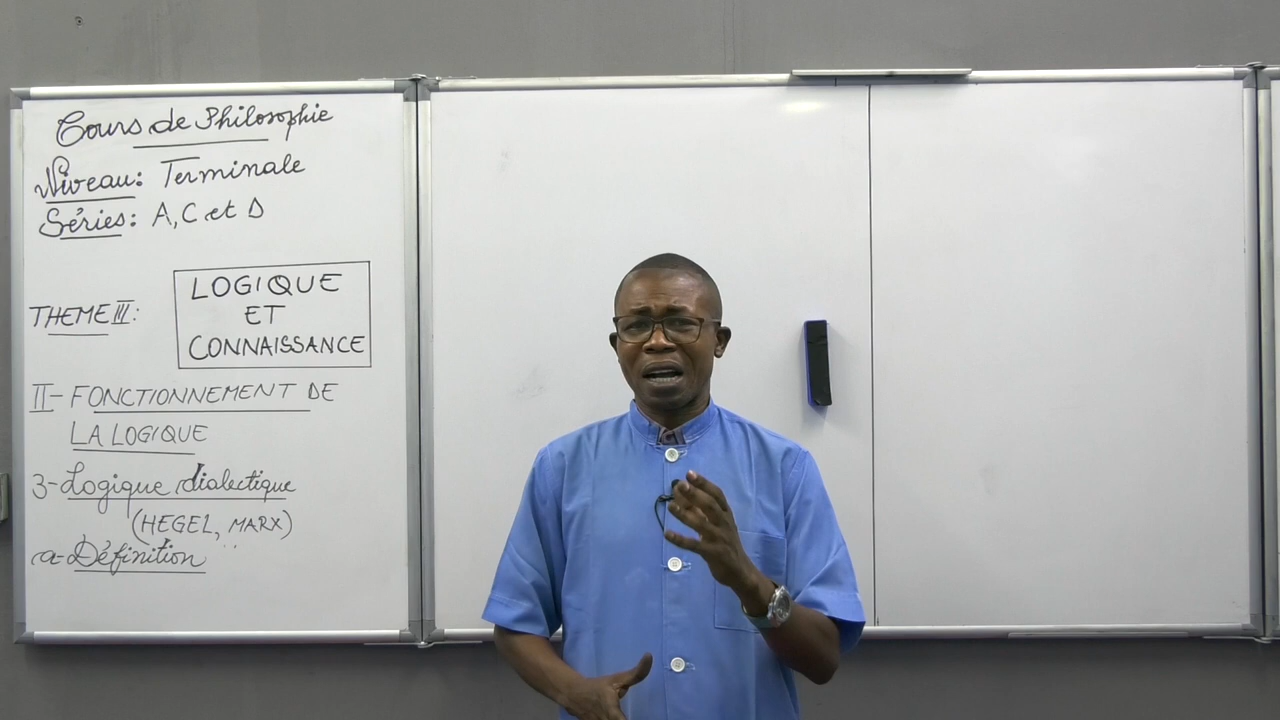 Cours de Philosophie
Niveau: Terminale
Séries: A, C et D
THEME III:
LOGIQUE
ET
CONNAISSANCE
II- FONCTIONNEMENT DE
LA LOGIQUE
3- Logique dialectique
(HEGEL, MARX)
a- Définition